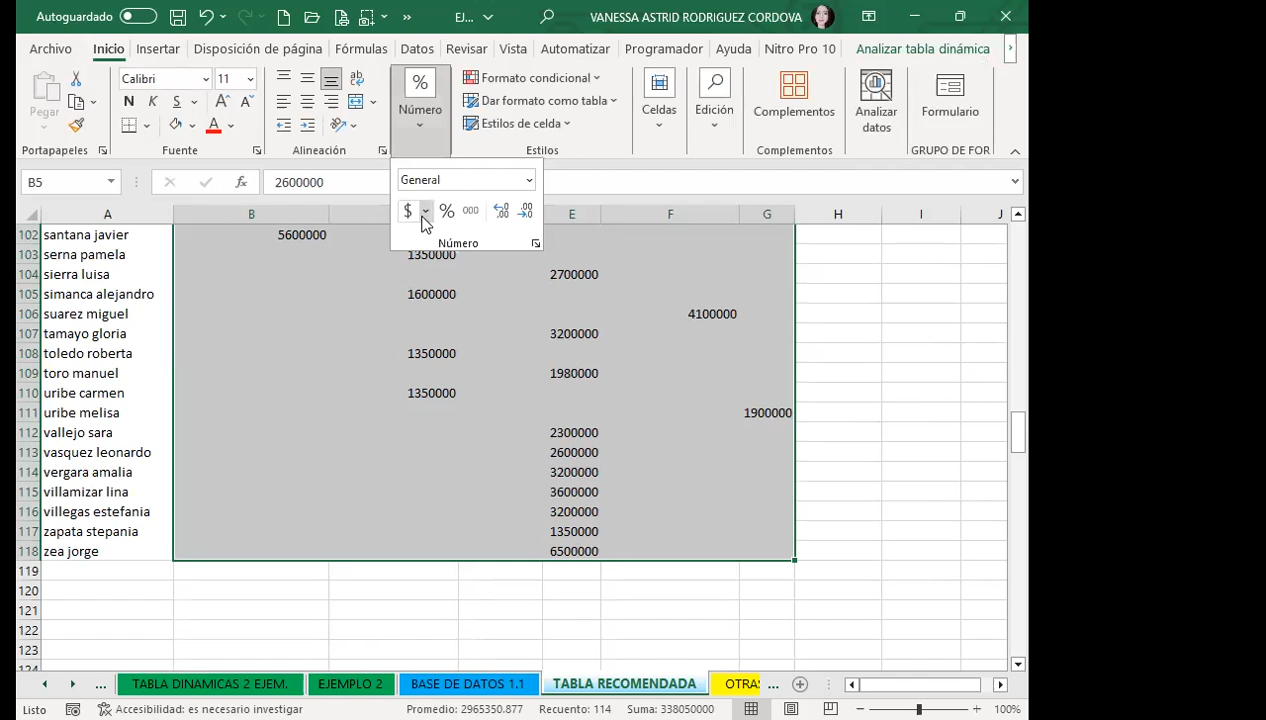 Autoguardado
EJ...
VANESSA ASTRID RODRIGUEZ CORDOVA
Archivo Inicio Insertar Disposición de página Fórmulas Datos Revisar Vista Automatizar Programador Ayuda Nitro Pro 10 Analizar tabla dinámica
Pegar
Portapapeles
Calibri 11
N K S
Fuente
Alineación
% Número
Formato condicional
Dar formato como tabla
Estilos de celda
Estilos
Celdas
Edición
Complementos
Complementos
Analizar datos
Formulario
GRUPO DE FOR
B5 fx 2600000
General
$ % 000
Número
A B E F G H I J
102 santana javier 5600000
103 serna pamela 1350000
104 sierra luisa 2700000
105 simanca alejandro 1600000
106 suarez miguel 4100000
107 tamayo gloria 3200000
108 toledo roberta 1350000
109 toro manuel 1980000
110 uribe carmen 1350000
111 uribe melisa 1900000
112 vallejo sara 2300000
113 vasquez leonardo 2600000
114 vergara amalia 3200000
115 villamizar lina 3600000
116 villegas estefania 3200000
117 zapata stepania 1350000
118 zea jorge 6500000
119
120
121
122
123
124
... TABLA DINAMICAS 2 EJEM. EJEMPLO 2 BASE DE DATOS 1.1 TABLA RECOMENDADA OTRAS ...
Listo Accesibilidad: es necesario investigar Promedio: 2965350.877 Recuento: 114 Suma: 338050000 100%